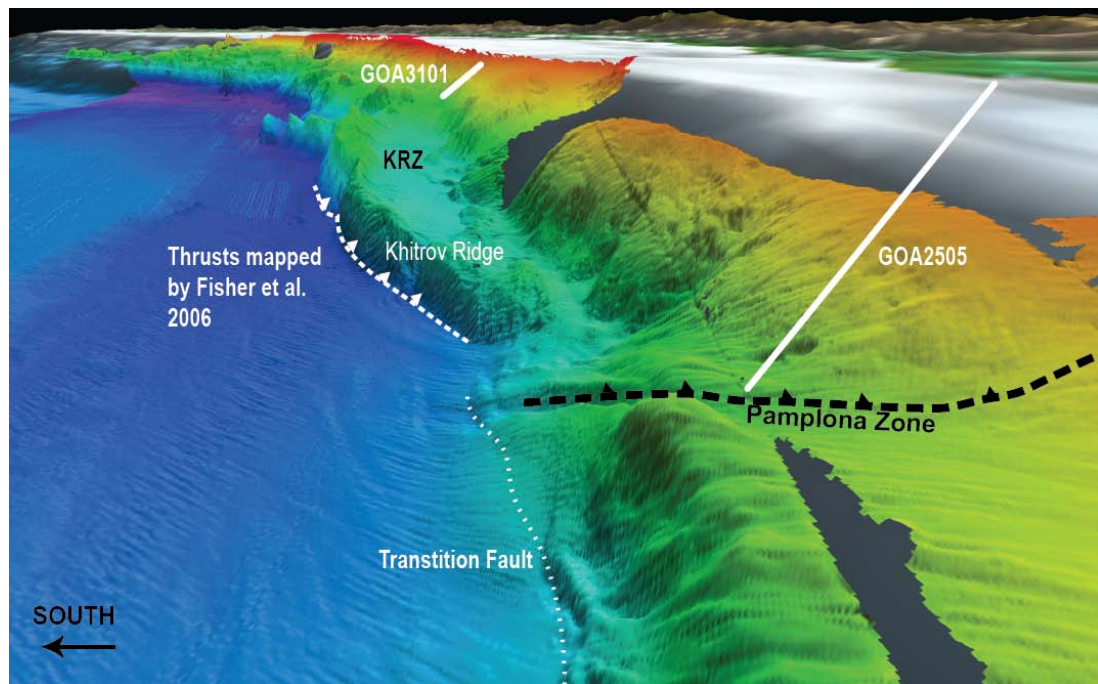 GOA3101
KRZ
Khitrov Ridge
Thrusts mapped
by Fisher et al.
2006
GOA2505
Pamplona Zone
Transtition Fault
SOUTH